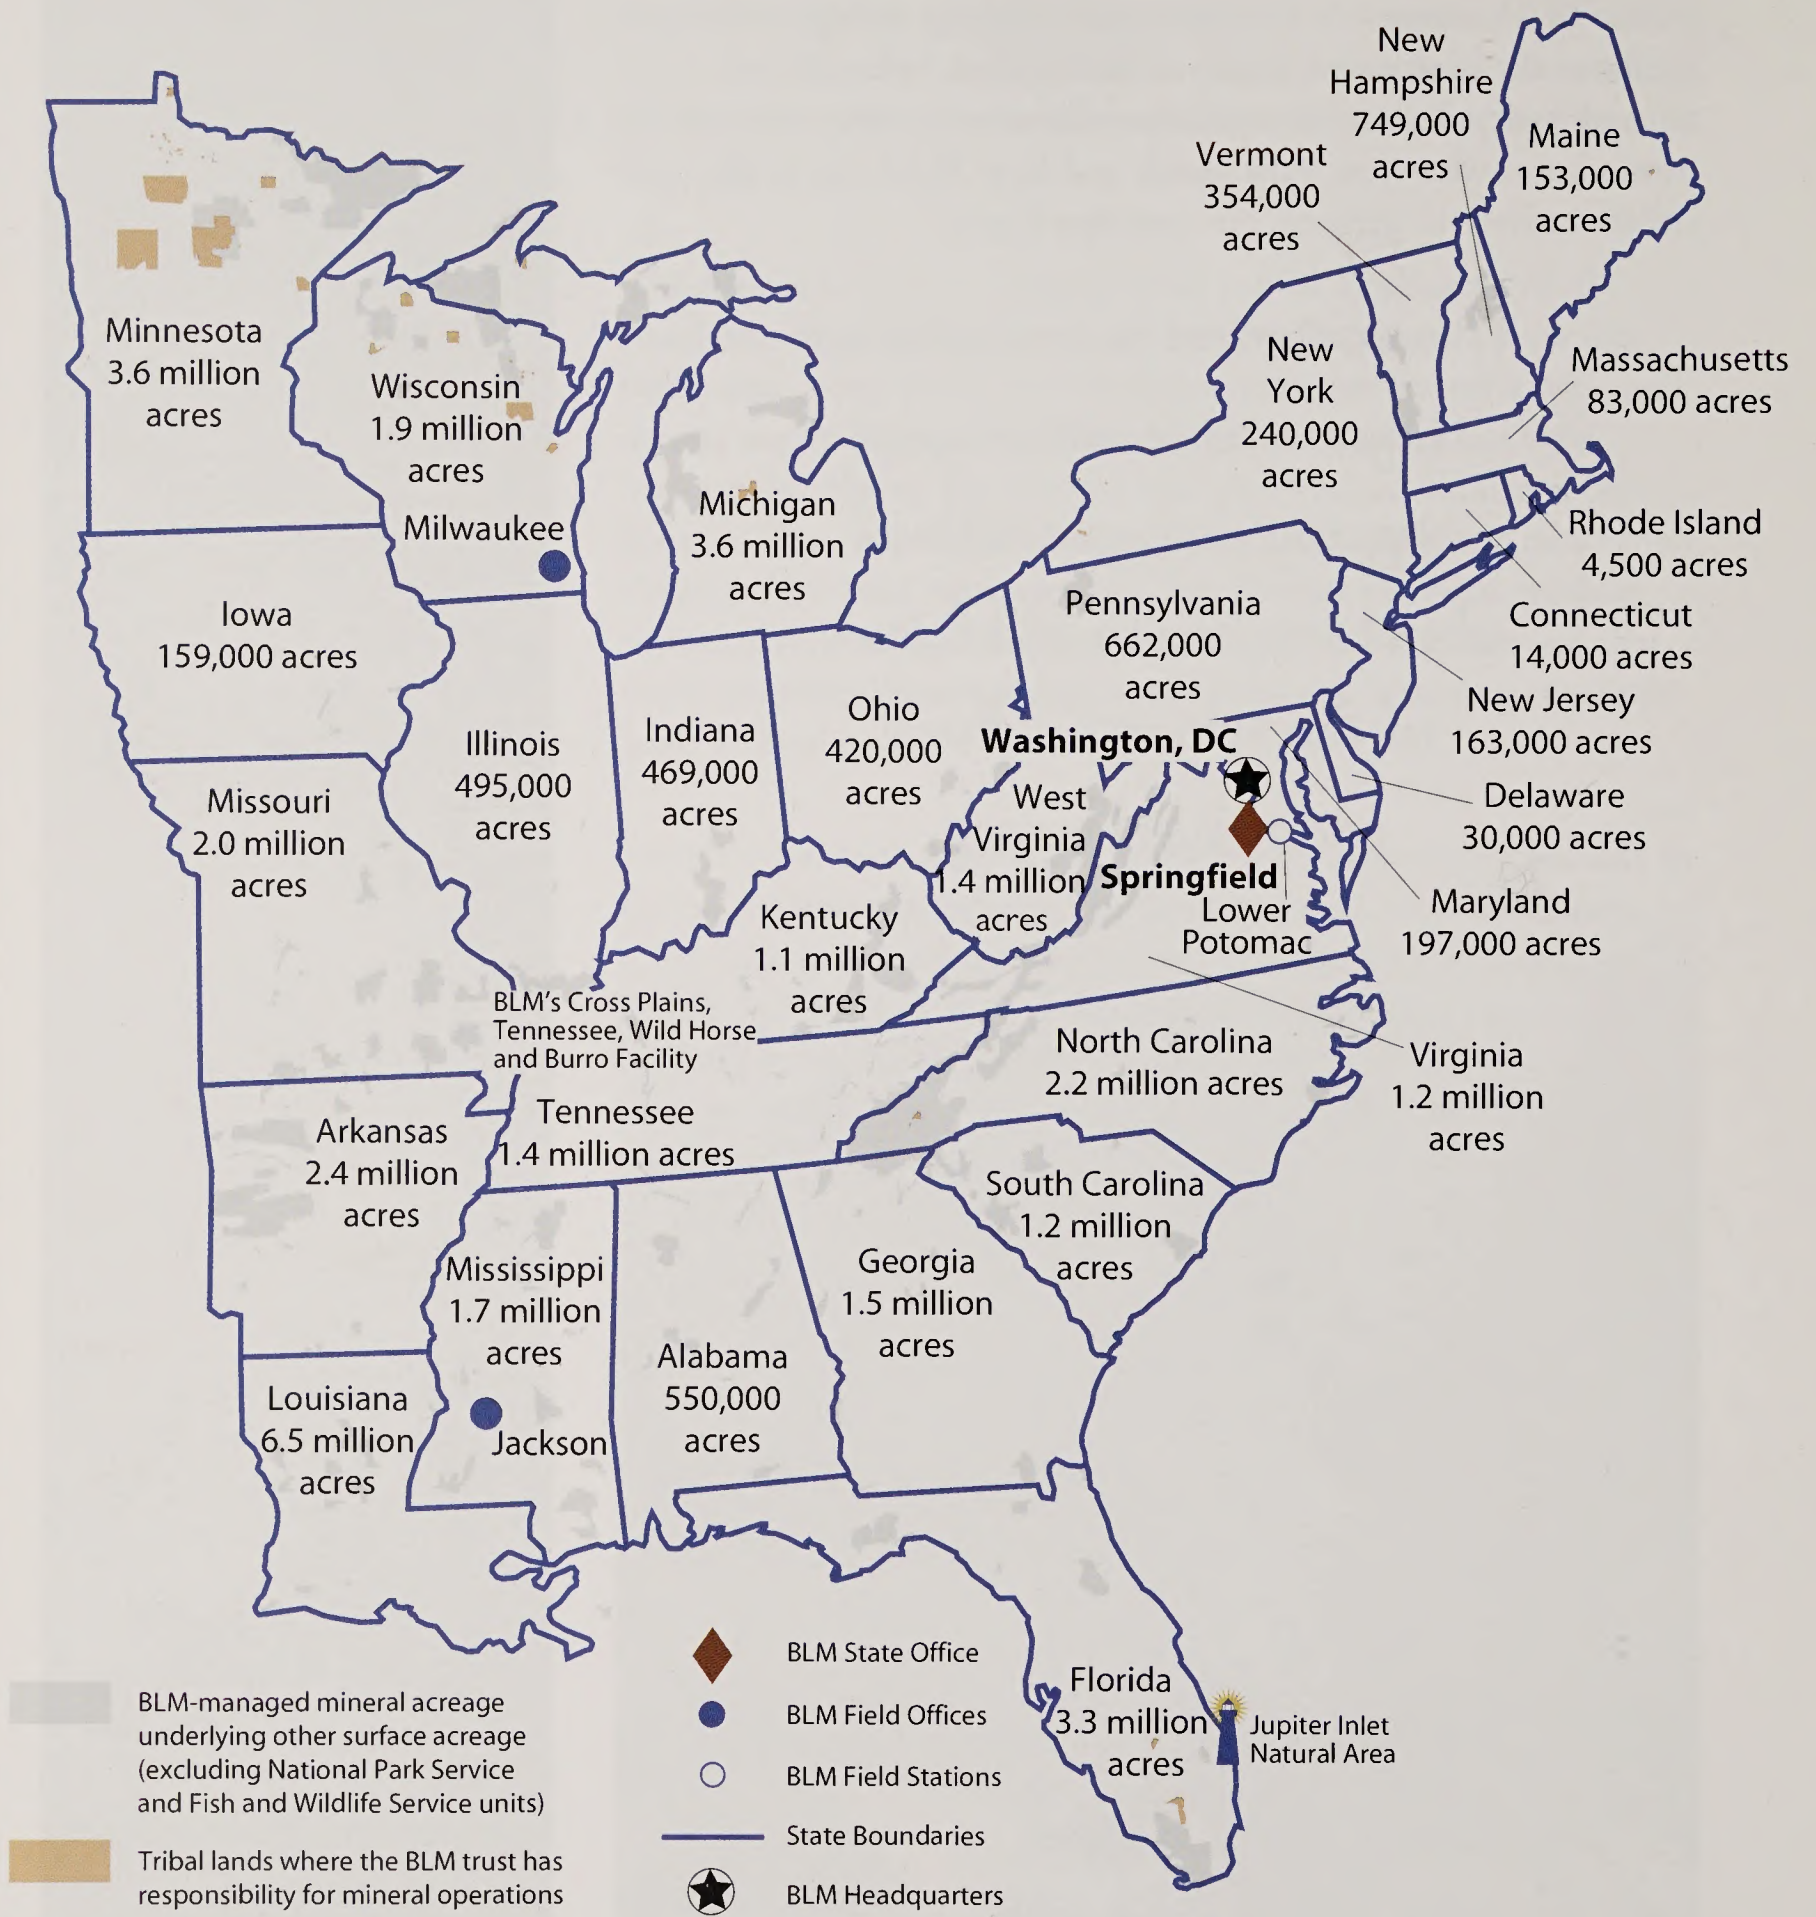 New
Hampshire
749,000
acres
Maine
153,000
acres
Vermont
354,000
acres
Minnesota
3.6 million
acres
Wisconsin
1.9 million
acres
Milwaukee
Michigan
3.6 million
acres
New
York
240,000
acres
Massachusetts
83,000 acres
Rhode Island
4,500 acres
Connecticut
14,000 acres
New Jersey
163,000 acres
Delaware
30,000 acres
Maryland
197,000 acres
Virginia
1.2 million
acres
Iowa
159,000 acres
Pennsylvania
662,000
acres
Illinois
495,000
acres
Indiana
469,000
acres
Ohio
420,000
acres
Washington, DC
West
Virginia
1.4 million
acres
Springfield
Lower
Potomac
Missouri
2.0 million
acres
Kentucky
1.1 million
acres
BLM's Cross Plains,
Tennessee, Wild Horse
and Burro Facility
North Carolina
2.2 million acres
Tennessee
1.4 million acres
Arkansas
2.4 million
acres
South Carolina
1.2 million
acres
Mississippi
1.7 million
acres
Jackson
Georgia
1.5 million
acres
Alabama
550,000
acres
Louisiana
6.5 million
acres
Florida
3.3 million
acres
Jupiter Inlet
Natural Area
BLM-managed mineral acreage
underlying other surface acreage
(excluding National Park Service
and Fish and Wildlife Service units)
Tribal lands where the BLM trust has
responsibility for mineral operations
BLM State Office
BLM Field Offices
BLM Field Stations
State Boundaries
BLM Headquarters